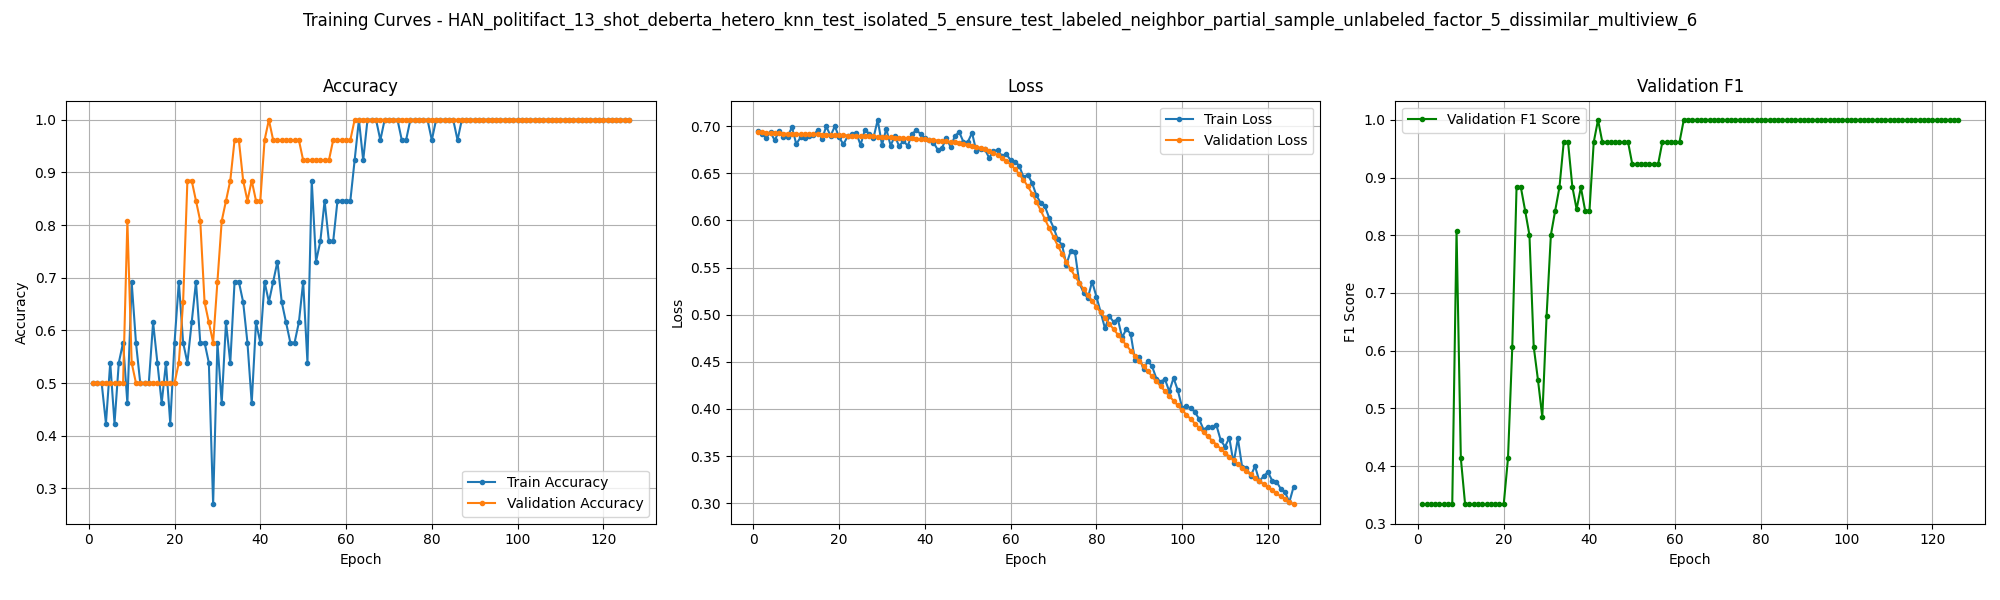 Training Curves - HAN_politifact_13_shot_deberta_hetero_knn_test_isolated_5_ensure_test_labeled_neighbor_partial_sample_unlabeled_factor_5_dissimilar_multiview_6
Accuracy
Accuracy
1.0
0.9
0.8
0.7
0.6
0.5
0.4
0.3
Train Accuracy
Validation Accuracy
0 20 40 60 80 100 120
Epoch
Loss
Loss
0.70
0.65
0.60
0.55
0.50
0.45
0.40
0.35
0.30
Train Loss
Validation Loss
0 20 40 60 80 100 120
Epoch
Validation F1
F1 Score
1.0
0.9
0.8
0.7
0.6
0.5
0.4
0.3
Validation F1 Score
0 20 40 60 80 100 120
Epoch